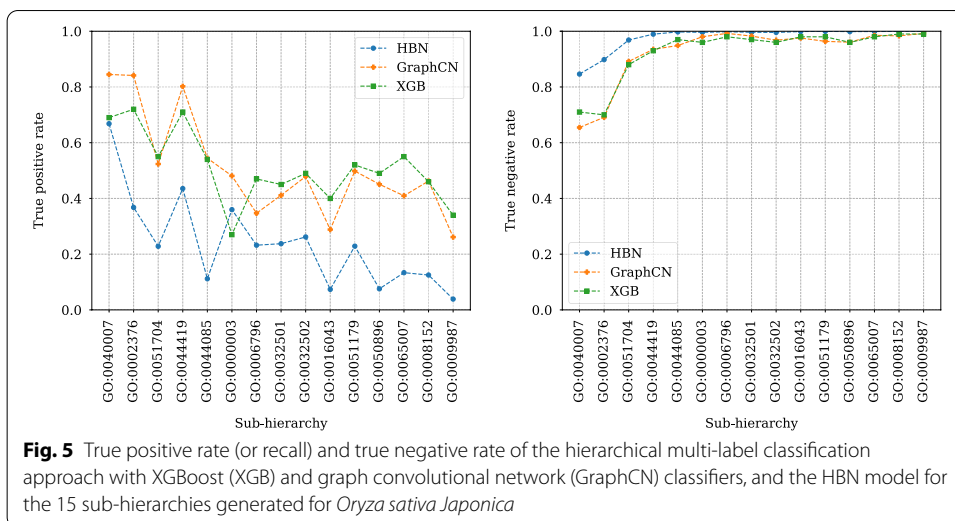 1.0
0.8
0.6
0.4
0.2
0.0
True positive rate
HBN
GraphCN
XGB
GO:0040007
GO:0002376
GO:0051704
GO:0044419
GO:0044085
GO:0000003
GO:0006796
GO:0032501
GO:0032502
GO:0016043
GO:0051179
GO:0050896
GO:0065007
GO:0008152
GO:0009987
Sub-hierarchy
1.0
0.8
0.6
0.4
0.2
0.0
True negative rate
HBN
GraphCN
XGB
GO:0040007
GO:0002376
GO:0051704
GO:0044419
GO:0044085
GO:0000003
GO:0006796
GO:0032501
GO:0032502
GO:0016043
GO:0051179
GO:0050896
GO:0065007
GO:0008152
GO:0009987
Sub-hierarchy
Fig. 5 True positive rate (or recall) and true negative rate of the hierarchical multi-label classification
approach with XGBoost (XGB) and graph convolutional network (GraphCN) classifiers, and the HBN model for
the 15 sub-hierarchies generated for Oryza sativa Japonica